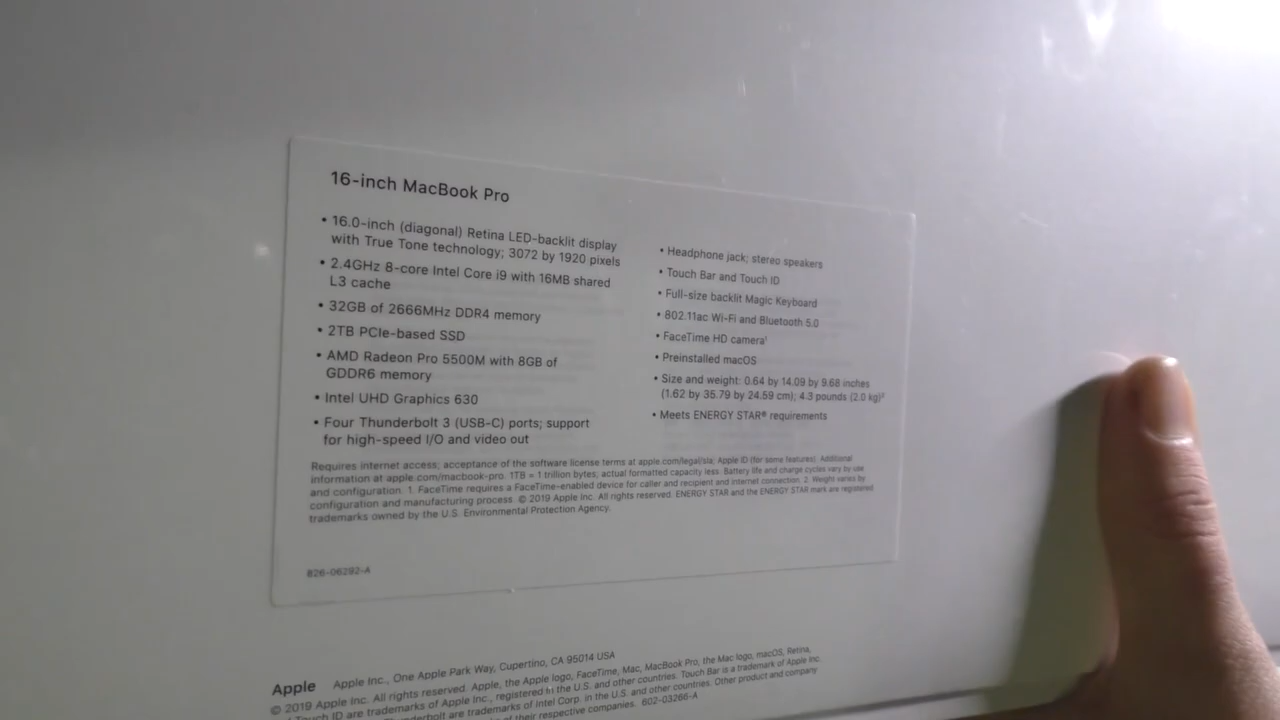 16-inch MacBook Pro
• 16.0-inch (diagonal) Retina LED-backlit display
with True Tone technology; 3072 by 1920 pixels
• 2.4GHz 8-core Intel Core i9 with 16MB shared
L3 cache
• 32GB of 2666MHz DDR4 memory
• 2TB PCIe-based SSD
• AMD Radeon Pro 5500M with 8GB of
GDDR6 memory
• Intel UHD Graphics 630
• Four Thunderbolt 3 (USB-C) ports; support
for high-speed I/O and video out
• Headphone jack; stereo speakers
• Touch Bar and Touch ID
• Full-size backlit Magic Keyboard
• 802.11ac Wi-Fi and Bluetooth 5.0
• FaceTime HD camera¹
• Preinstalled macOS
• Size and weight: 0.64 by 14.09 by 9.68 inches
(1.62 by 35.79 by 24.59 cm); 4.3 pounds (2.0 kg)²
• Meets ENERGY STAR® requirements
Requires internet access; acceptance of the software license terms at apple.com/legal/sla; Apple ID (for some features). Additional
information at apple.com/macbook-pro. 1TB = 1 trillion bytes; actual formatted capacity less. Battery life and charge cycles vary by use
and configuration. 1. FaceTime requires a FaceTime-enabled device for caller and recipient and internet connection. 2. Weight varies by
configuration and manufacturing process. © 2019 Apple Inc. All rights reserved. ENERGY STAR and the ENERGY STAR mark are registered
trademarks owned by the U.S. Environmental Protection Agency.
826-06292-A
Apple Apple Inc., One Apple Park Way, Cupertino, CA 95014 USA
© 2019 Apple Inc. All rights reserved. Apple, the Apple logo, FaceTime, Mac, MacBook Pro, the Mac logo, macOS, Retina,
Touch ID are trademarks of Apple Inc., registered in the U.S. and other countries. Touch Bar is a trademark of Apple Inc.
are trademarks of Intel Corp. in the U.S. and other countries. Other product and company
of their respective companies. 602-03266-A